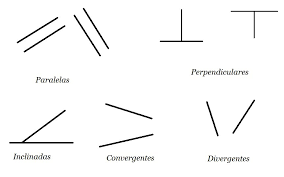 Paralelas
Perpendiculares
Inclinadas
Convergentes
Divergentes